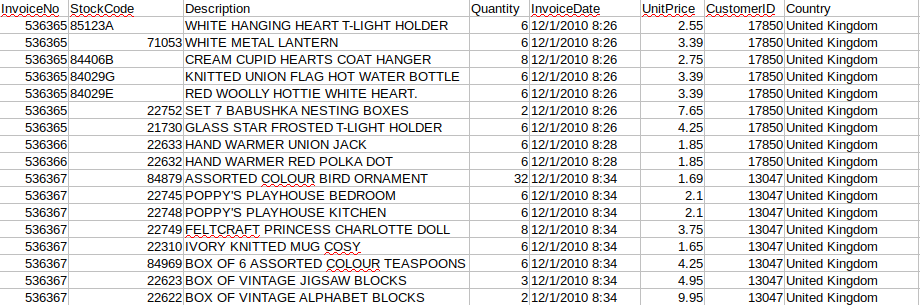 InvoiceNo StockCode Description Quantity InvoiceDate UnitPrice CustomerID Country
536365 85123A WHITE HANGING HEART T-LIGHT HOLDER 6 12/1/2010 8:26 2.55 17850 United Kingdom
536365 71053 WHITE METAL LANTERN 6 12/1/2010 8:26 3.39 17850 United Kingdom
536365 84406B CREAM CUPID HEARTS COAT HANGER 8 12/1/2010 8:26 2.75 17850 United Kingdom
536365 84029G KNITTED UNION FLAG HOT WATER BOTTLE 6 12/1/2010 8:26 3.39 17850 United Kingdom
536365 84029E RED WOOLLY HOTTIE WHITE HEART. 6 12/1/2010 8:26 3.39 17850 United Kingdom
536365 22752 SET 7 BABUSHKA NESTING BOXES 2 12/1/2010 8:26 7.65 17850 United Kingdom
536365 21730 GLASS STAR FROSTED T-LIGHT HOLDER 6 12/1/2010 8:26 4.25 17850 United Kingdom
536366 22633 HAND WARMER UNION JACK 6 12/1/2010 8:28 1.85 17850 United Kingdom
536366 22632 HAND WARMER RED POLKA DOT 6 12/1/2010 8:28 1.85 17850 United Kingdom
536367 84879 ASSORTED COLOUR BIRD ORNAMENT 32 12/1/2010 8:34 1.69 13047 United Kingdom
536367 22745 POPPY'S PLAYHOUSE BEDROOM 6 12/1/2010 8:34 2.1 13047 United Kingdom
536367 22748 POPPY'S PLAYHOUSE KITCHEN 6 12/1/2010 8:34 2.1 13047 United Kingdom
536367 22749 FELTCRAFT PRINCESS CHARLOTTE DOLL 8 12/1/2010 8:34 3.75 13047 United Kingdom
536367 22310 IVORY KNITTED MUG COSY 6 12/1/2010 8:34 1.65 13047 United Kingdom
536367 84969 BOX OF 6 ASSORTED COLOUR TEASPOONS 6 12/1/2010 8:34 4.25 13047 United Kingdom
536367 22623 BOX OF VINTAGE JIGSAW BLOCKS 3 12/1/2010 8:34 4.95 13047 United Kingdom
536367 22622 BOX OF VINTAGE ALPHABET BLOCKS 2 12/1/2010 8:34 9.95 13047 United Kingdom